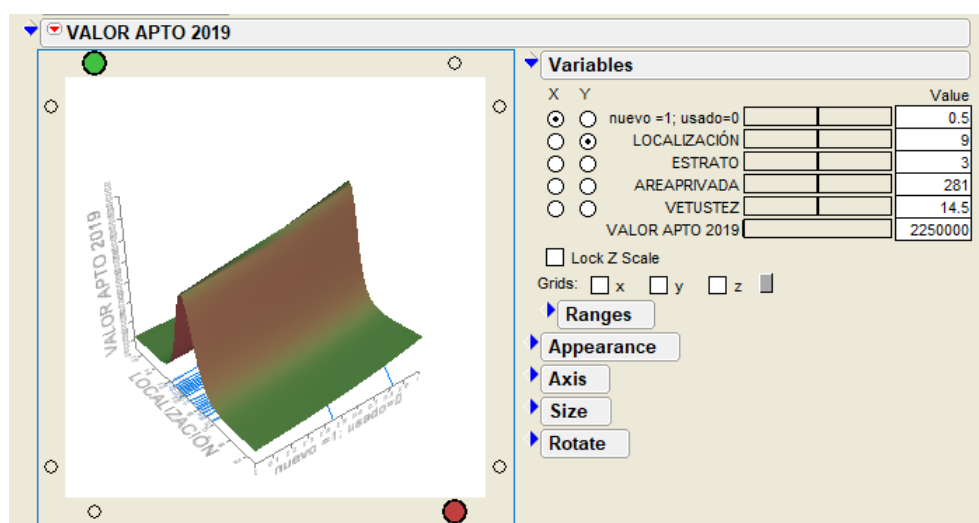 VALOR APTO 2019
Variables
X Y Value
nuevo =1; usado=0 0.5
LOCALIZACIÓN 9
ESTRATO 3
AREAPRIVADA 281
VETUSTEZ 14.5
VALOR APTO 2019 2250000
Lock Z Scale
Grids: x y z
Ranges
Appearance
Axis
Size
Rotate
VALOR APTO 2019
LOCALIZACIÓN
nuevo =1; usado=0